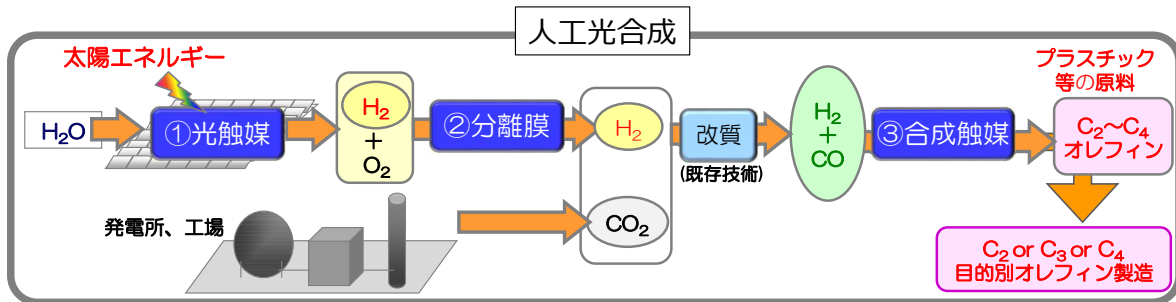 人工光合成
太陽エネルギー
H₂O
①光触媒
H₂
+
O₂
②分離膜
H₂
改質
(既存技術)
H₂
+
CO
③合成触媒
プラスチック
等の原料
C₂～C₄
オレフィン
発電所、工場
CO₂
C₂ or C₃ or C₄
目的別オレフィン製造